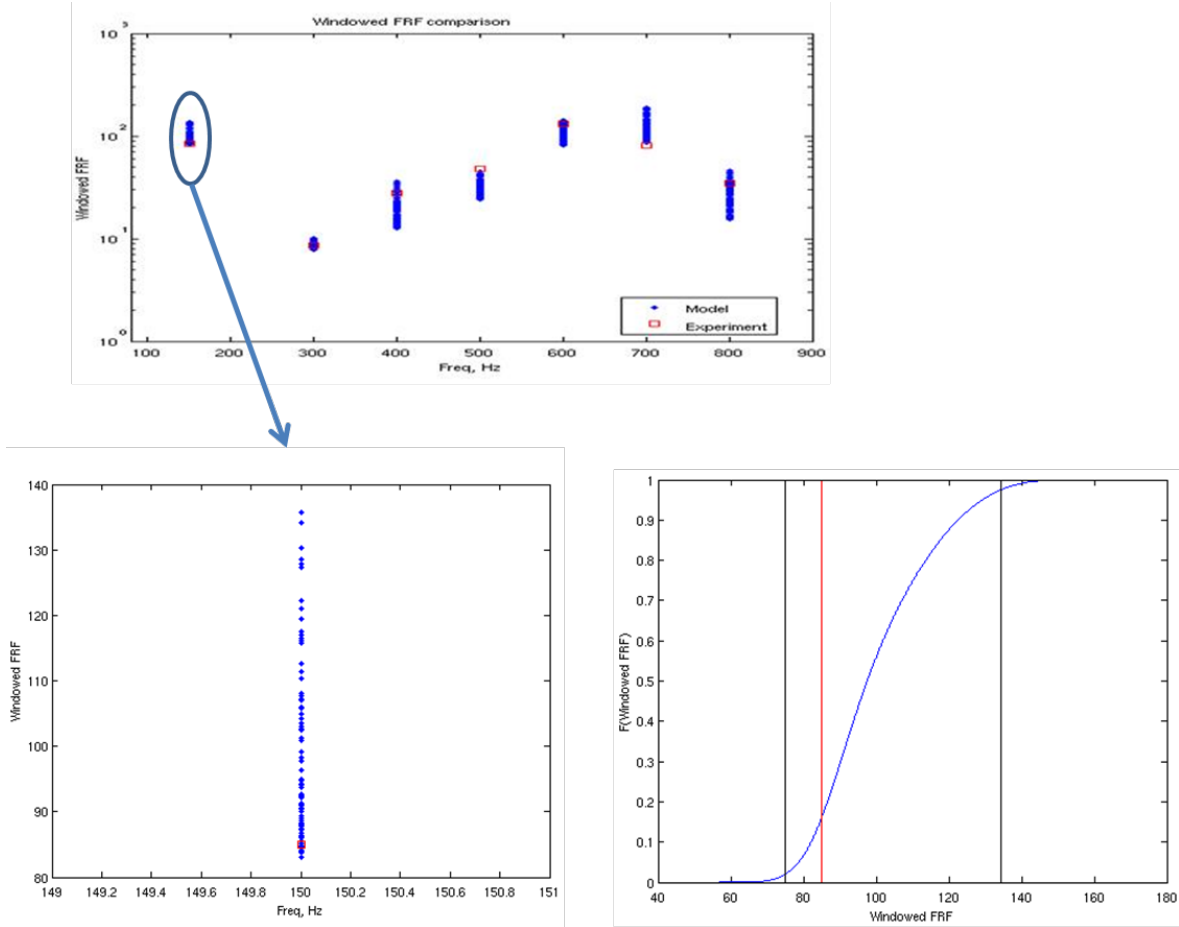 Windowed FRF comparison
10³
10²
10¹
10⁰
Windowed FRF
100 200 300 400 500 600 700 800 900
Freq, Hz
Model
Experiment
140
130
120
110
100
90
80
Windowed FRF
149 149.2 149.4 149.6 149.8 150 150.2 150.4 150.6 150.8 151
Freq, Hz
1
0.9
0.8
0.7
0.6
0.5
0.4
0.3
0.2
0.1
0
F(Windowed FRF)
40 60 80 100 120 140 160 180
Windowed FRF